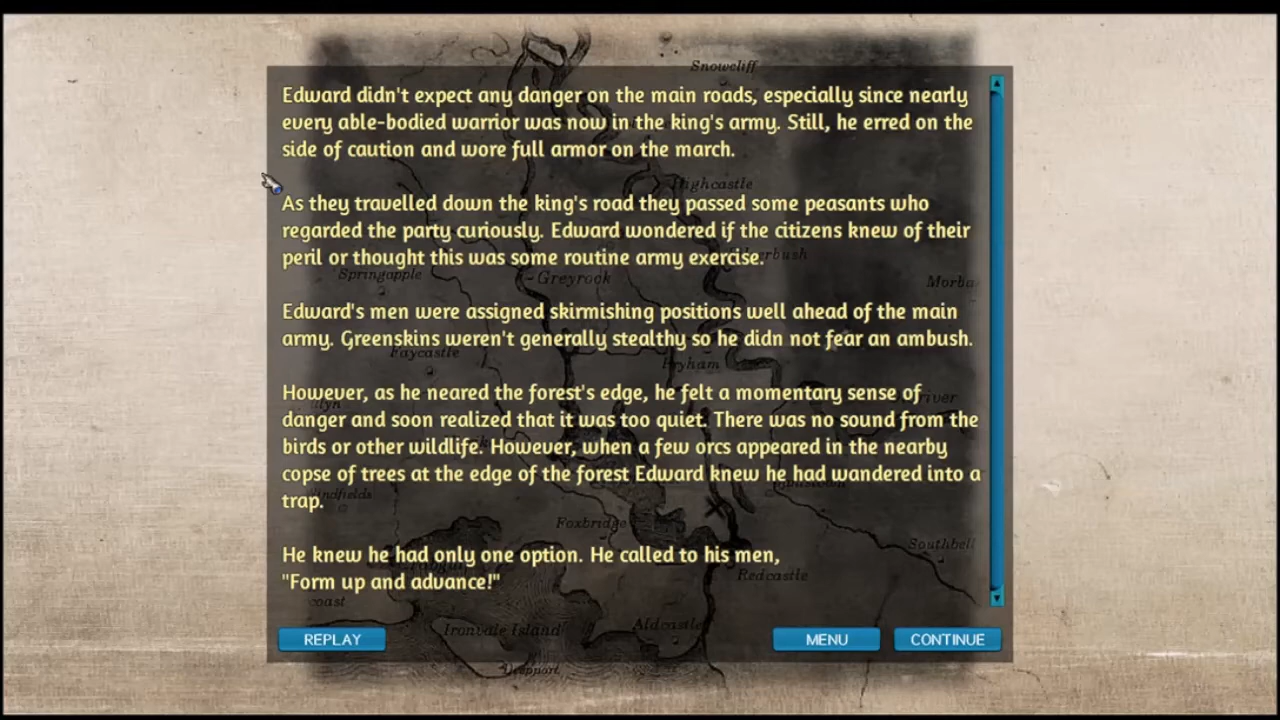 Snowcliff
Edward didn't expect any danger on the main roads, especially since nearly
every able-bodied warrior was now in the king's army. Still, he erred on the
side of caution and wore full armor on the march.
Highcastle
As they travelled down the king's road they passed some peasants who
regarded the party curiously. Edward wondered if the citizens knew of their
peril or thought this was some routine army exercise.
Springapple
Greyrook
Edward's men were assigned skirmishing positions well ahead of the main
army. Greenskins weren't generally stealthy so he didn not fear an ambush.
Faycastle
Pryham
However, as he neared the forest's edge, he felt a momentary sense of
danger and soon realized that it was too quiet. There was no sound from the
birds or other wildlife. However, when a few orcs appeared in the nearby
copse of trees at the edge of the forest Edward knew he had wandered into a
trap.
Foxbridge
He knew he had only one option. He called to his men,
"Form up and advance!"
Southbell
Redcastle
coast
Ironvale Island
Aldcastle
Deepport
REPLAY
MENU
CONTINUE